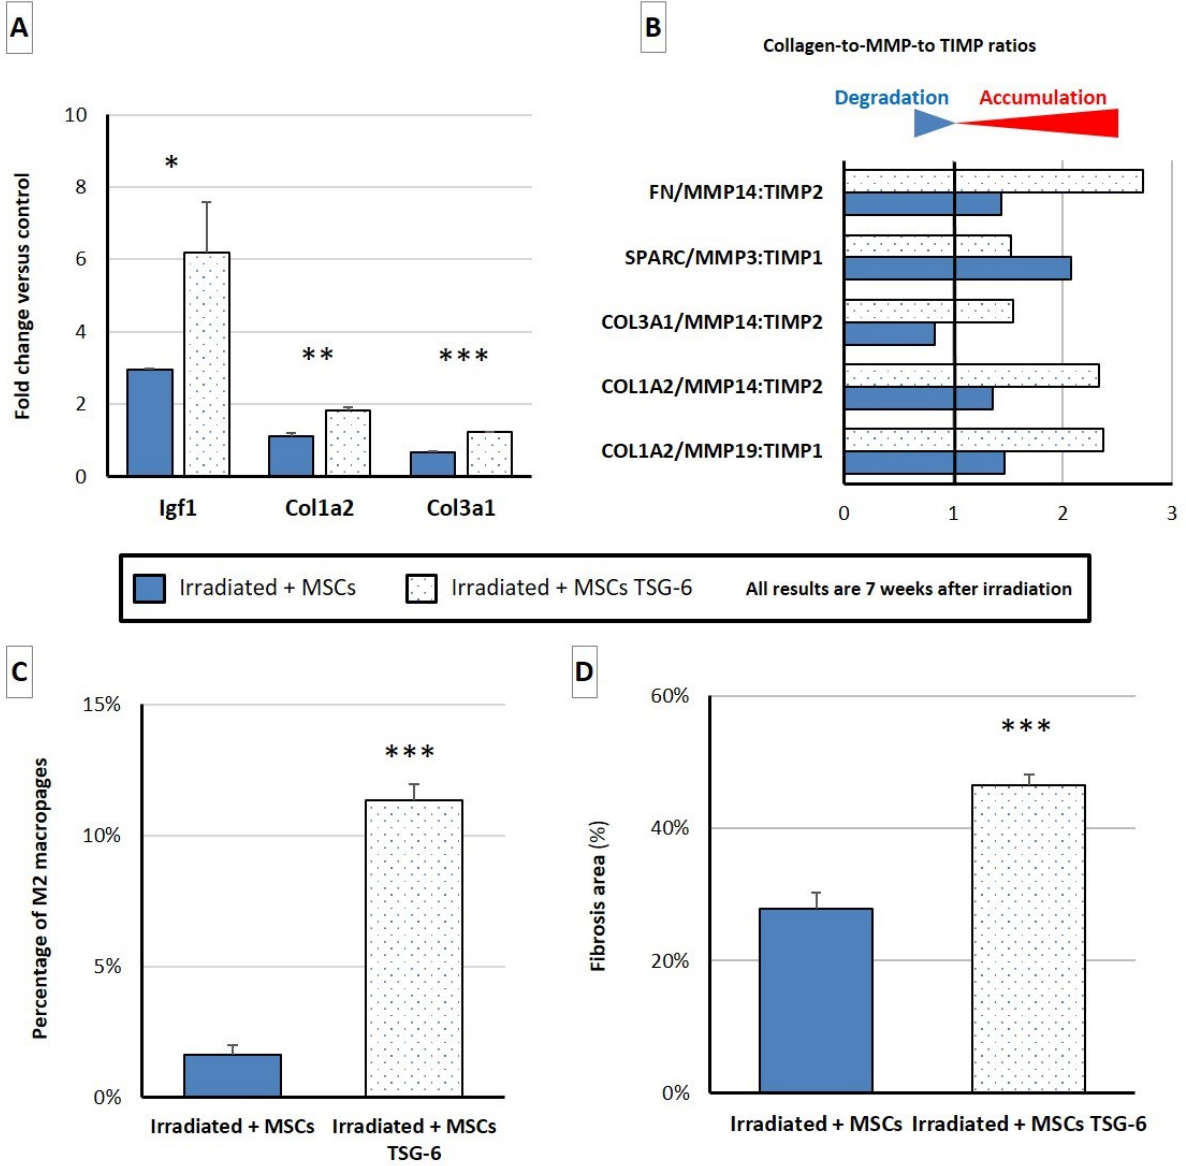 A
Fold change versus control
10
8
6
4
2
0
*
**
***
Igf1
Col1a2
Col3a1
B
Collagen-to-MMP-to TIMP ratios
Degradation
Accumulation
FN/MMP14:TIMP2
SPARC/MMP3:TIMP1
COL3A1/MMP14:TIMP2
COL1A2/MMP14:TIMP2
COL1A2/MMP19:TIMP1
0
1
2
3
Irradiated + MSCs
Irradiated + MSCs TSG-6
All results are 7 weeks after irradiation
C
Percentage of M2 macropages
15%
10%
5%
0%
***
Irradiated + MSCs
Irradiated + MSCs
TSG-6
D
Fibrosis area (%)
60%
40%
20%
0%
***
Irradiated + MSCs
Irradiated + MSCs TSG-6